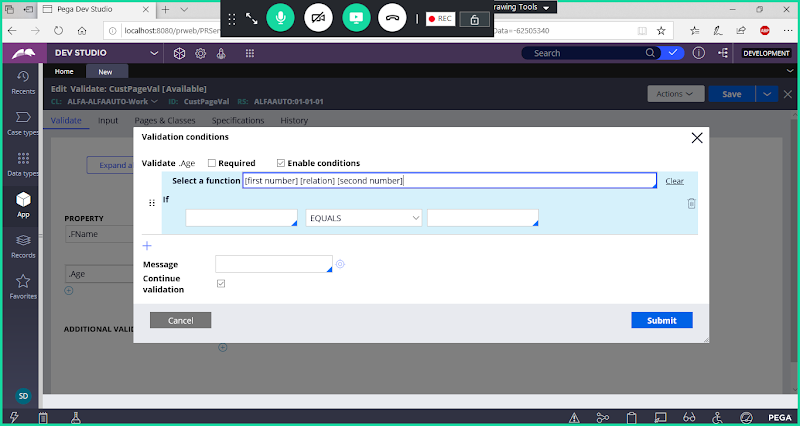 Pega Dev Studio
rawing Tools
REC
localhost:8080/prweb/PRSer
Data=-62505340
DEV STUDIO
Search
DEVELOPMENT
Home
New
Recents
Edit Validate: CustPageVal [Available]
CL: ALFA-ALFAAUTO-Work ID: CustPageVal RS: ALFAAUTO:01-01-01
Actions
Save
Case types
Validate
Input
Pages & Classes
Specifications
History
Validation conditions
Data types
Expand a
Validate .Age
Required
Enable conditions
Select a function [first number] [relation] [second number]
Clear
If
App
PROPERTY
EQUALS
.FName
Records
Message
.Age
Continue
validation
Favorites
Cancel
Submit
ADDITIONAL VALID
SD
PEGA